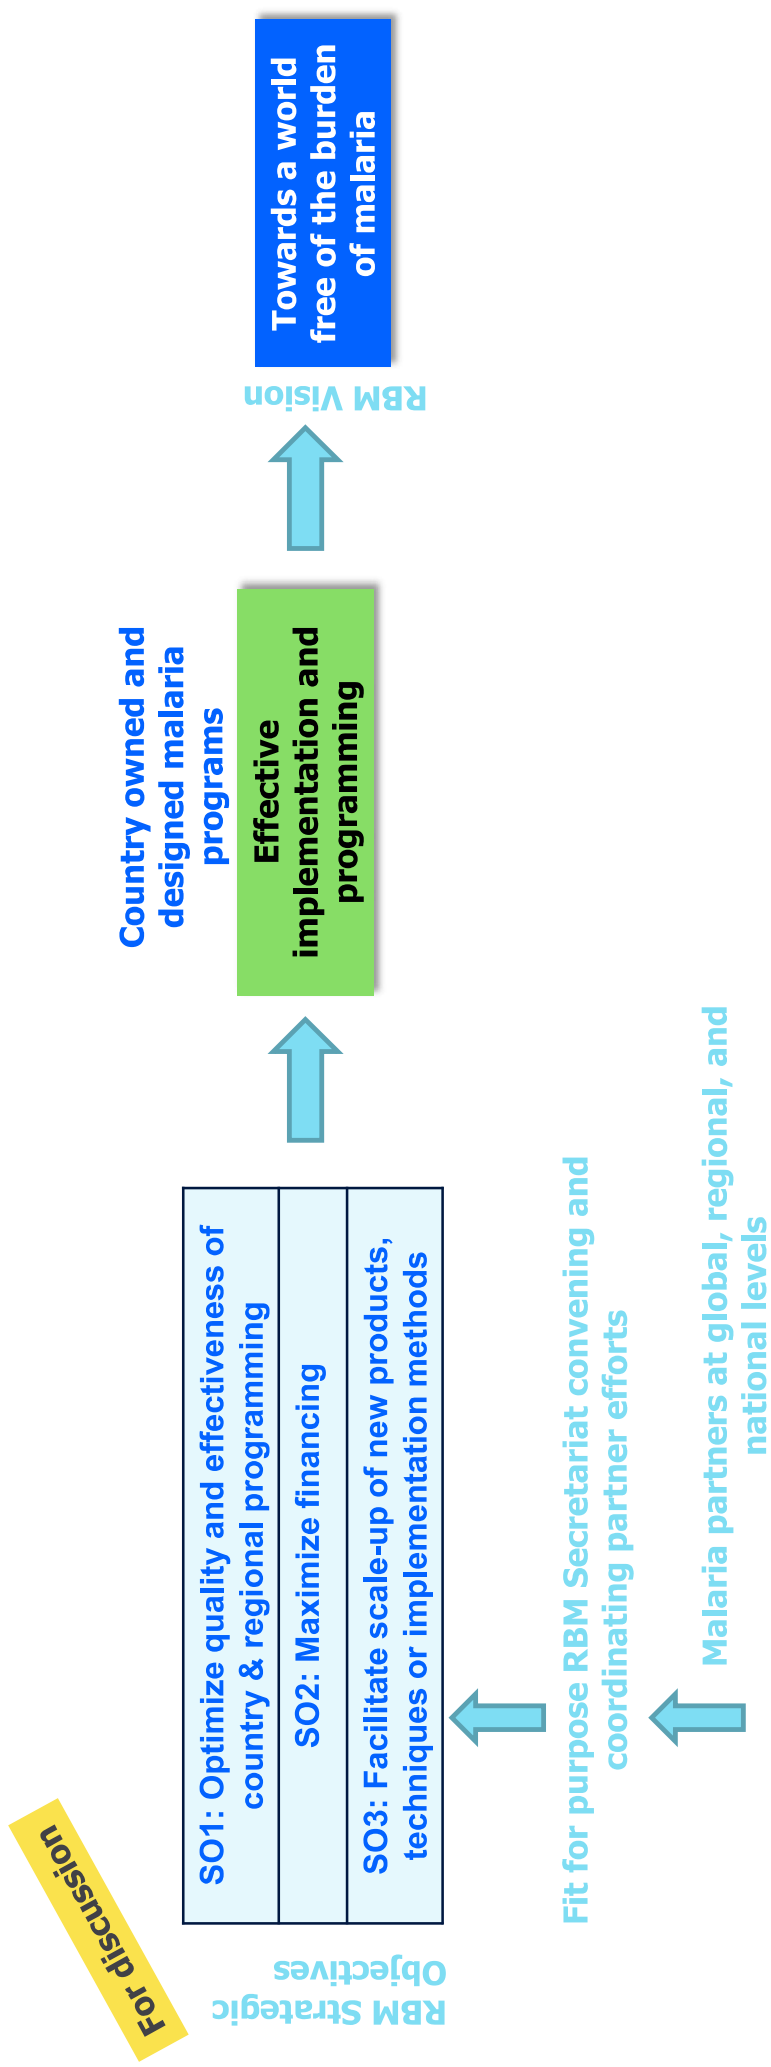 For discussion
RBM Strategic
Objectives
SO1: Optimize quality and effectiveness of
country & regional programming
SO2: Maximize financing
SO3: Facilitate scale-up of new products,
techniques or implementation methods
Fit for purpose RBM Secretariat convening and
coordinating partner efforts
Malaria partners at global, regional, and
national levels
Country owned and
designed malaria
programs
Effective
implementation and
programming
RBM Vision
Towards a world
free of the burden
of malaria